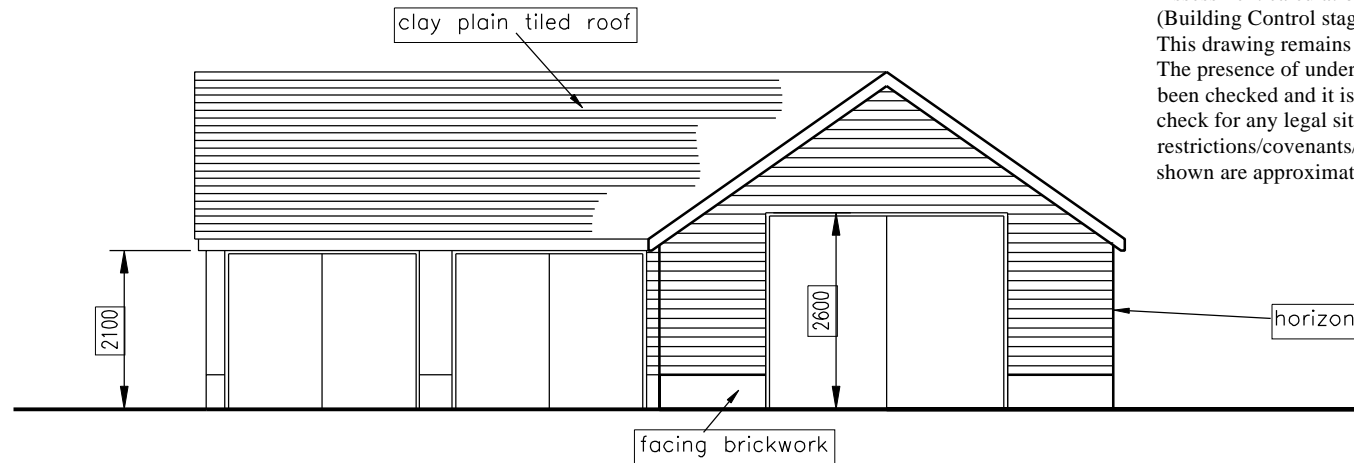 clay plain tiled roof
(Building Control stag
This drawing remains
The presence of under
been checked and it is
check for any legal sit
restrictions/covenants/
shown are approximat
2100
2600
horizon
facing brickwork